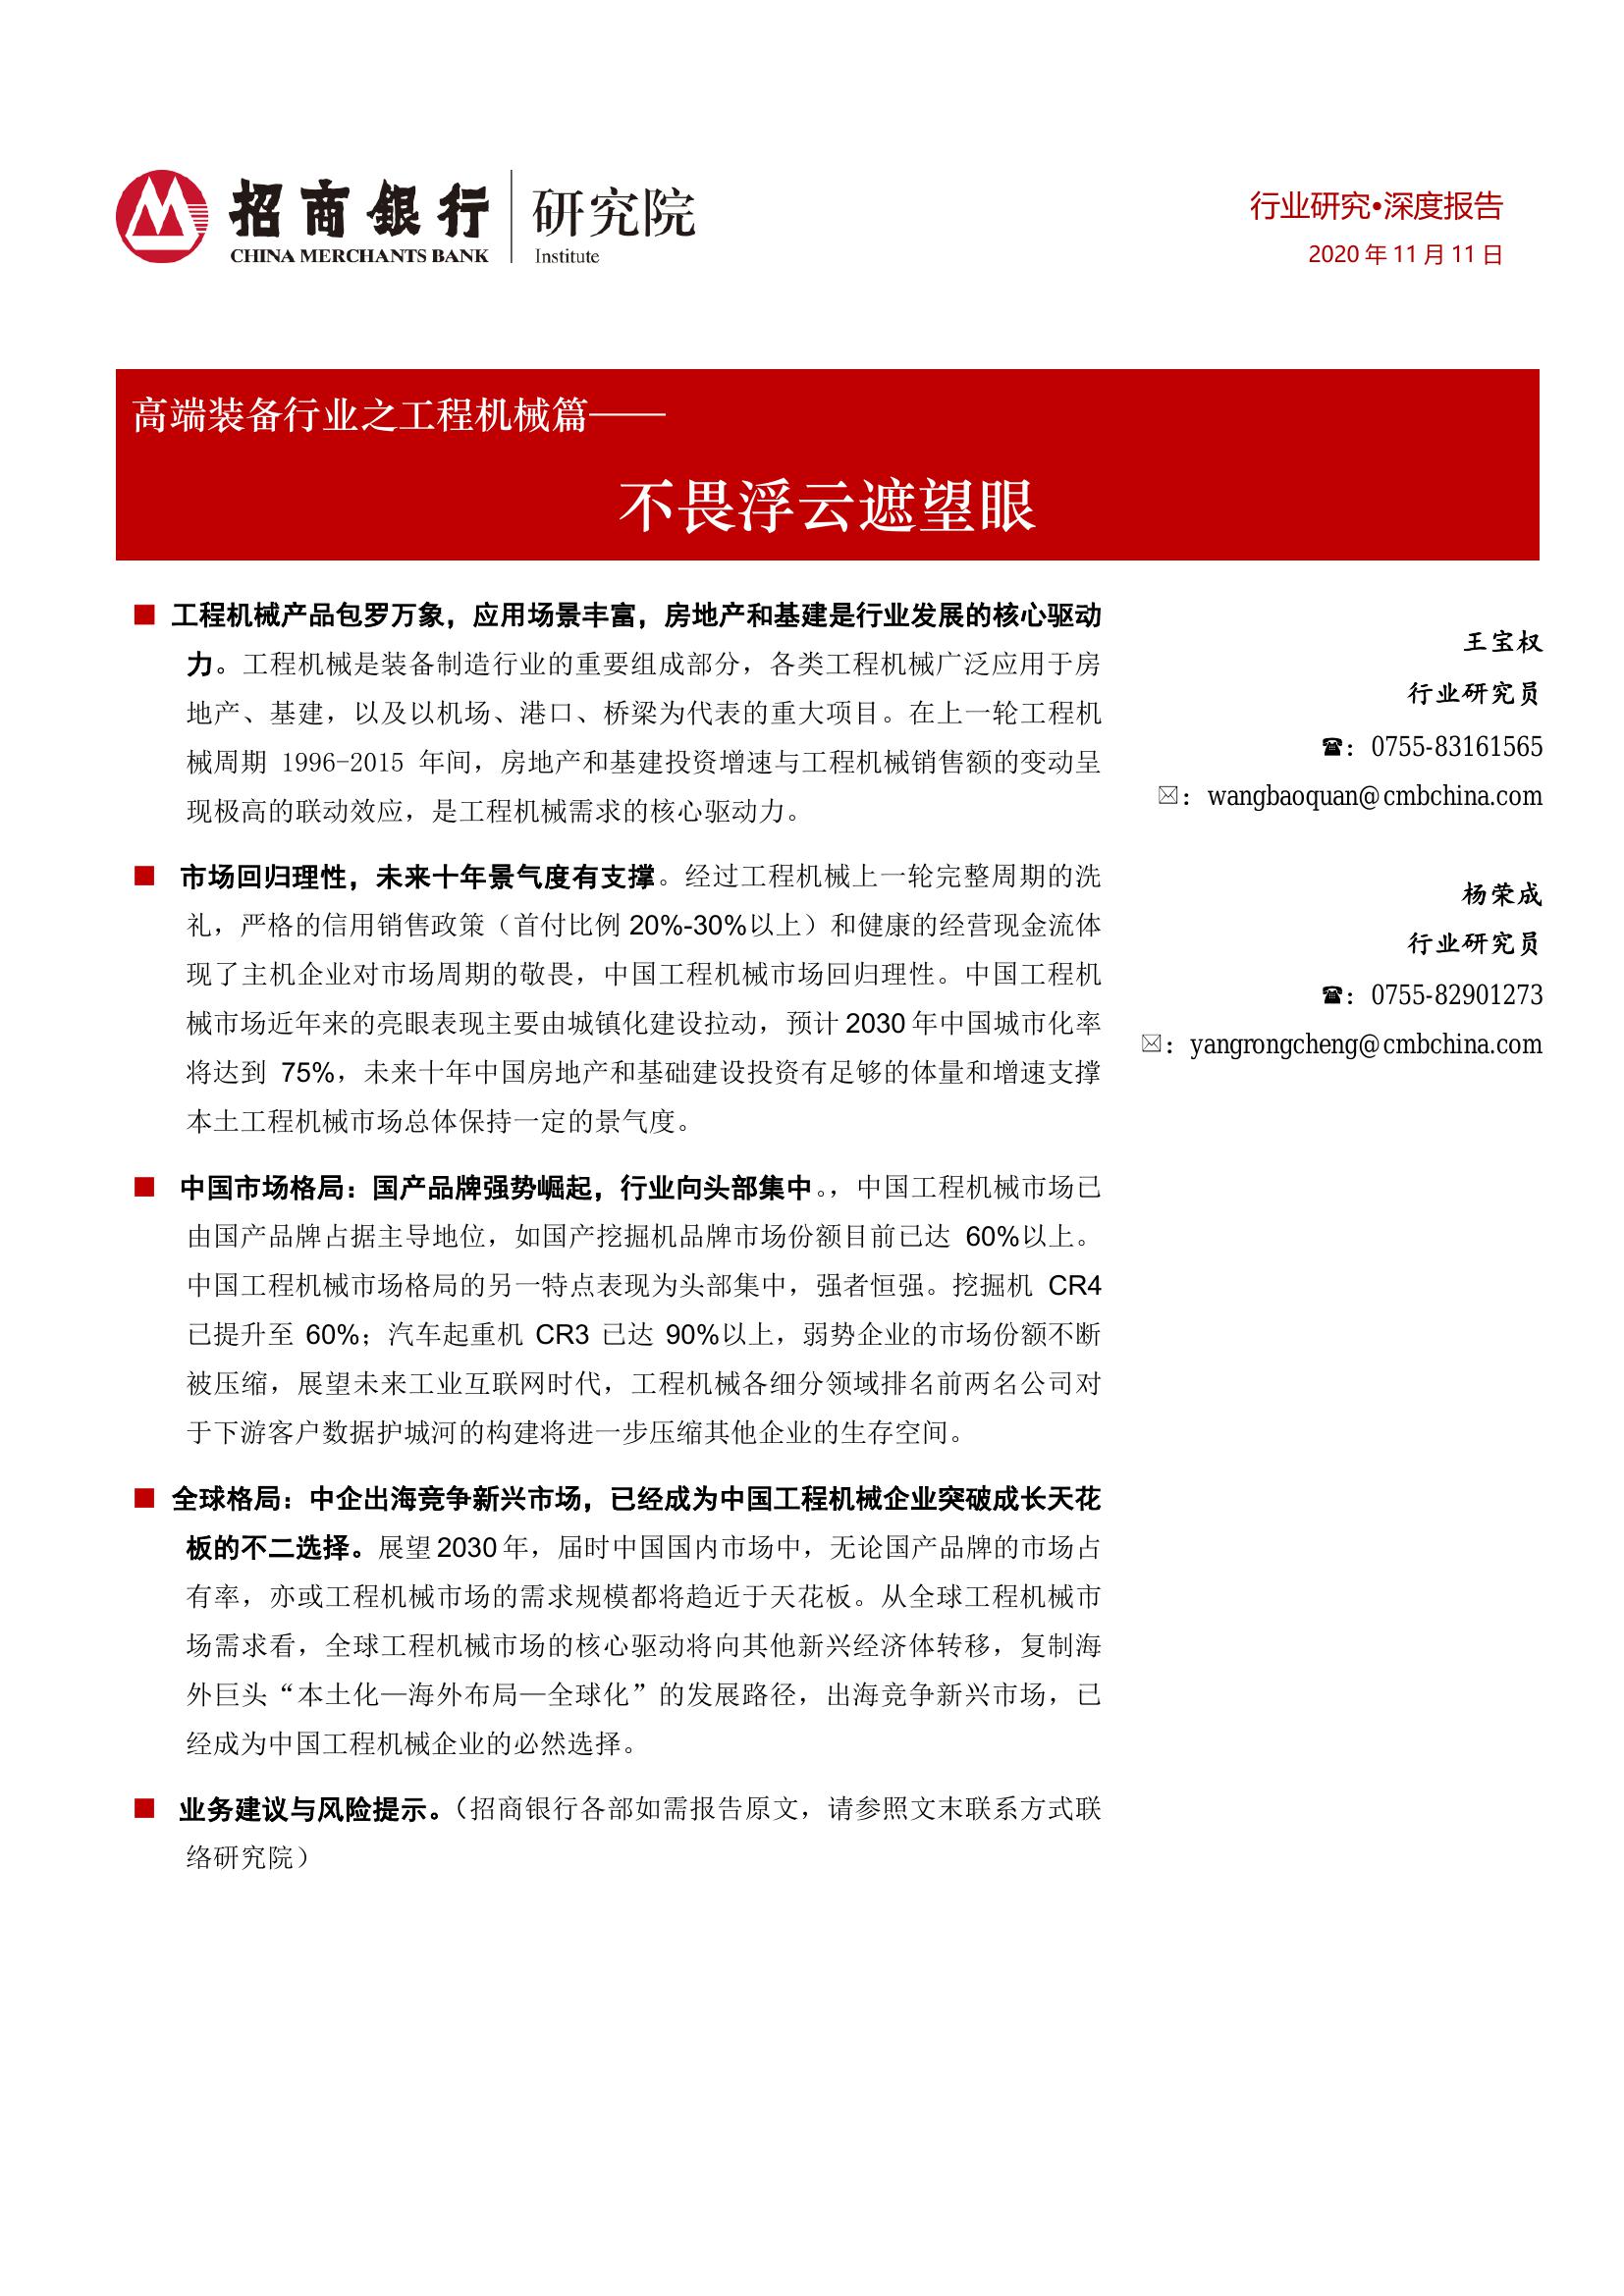 招商银行
CHINA MERCHANTS BANK
研究院
Institute
行业研究•深度报告
2020 年 11 月 11 日
高端装备行业之工程机械篇——
不畏浮云遮望眼
■ 工程机械产品包罗万象，应用场景丰富，房地产和基建是行业发展的核心驱动
力。工程机械是装备制造行业的重要组成部分，各类工程机械广泛应用于房
地产、基建，以及以机场、港口、桥梁为代表的重大项目。在上一轮工程机
械周期 1996-2015 年间，房地产和基建投资增速与工程机械销售额的变动呈
现极高的联动效应，是工程机械需求的核心驱动力。
■ 市场回归理性，未来十年景气度有支撑。经过工程机械上一轮完整周期的洗
礼，严格的信用销售政策（首付比例 20%-30%以上）和健康的经营现金流体
现了主机企业对市场周期的敬畏，中国工程机械市场回归理性。中国工程机
械市场近年来的亮眼表现主要由城镇化建设拉动，预计 2030 年中国城市化率
将达到 75%，未来十年中国房地产和基础建设投资有足够的体量和增速支撑
本土工程机械市场总体保持一定的景气度。
■ 中国市场格局：国产品牌强势崛起，行业向头部集中。，中国工程机械市场已
由国产品牌占据主导地位，如国产挖掘机品牌市场份额目前已达 60%以上。
中国工程机械市场格局的另一特点表现为头部集中，强者恒强。挖掘机 CR4
已提升至 60%；汽车起重机 CR3 已达 90%以上，弱势企业的市场份额不断
被压缩，展望未来工业互联网时代，工程机械各细分领域排名前两名公司对
于下游客户数据护城河的构建将进一步压缩其他企业的生存空间。
■ 全球格局：中企出海竞争新兴市场，已经成为中国工程机械企业突破成长天花
板的不二选择。展望 2030 年，届时中国国内市场中，无论国产品牌的市场占
有率，亦或工程机械市场的需求规模都将趋近于天花板。从全球工程机械市
场需求看，全球工程机械市场的核心驱动将向其他新兴经济体转移，复制海
外巨头“本土化—海外布局—全球化”的发展路径，出海竞争新兴市场，已
经成为中国工程机械企业的必然选择。
■ 业务建议与风险提示。（招商银行各部如需报告原文，请参照文末联系方式联
络研究院）
王宝权
行业研究员
☎：0755-83161565
✉：wangbaoquan@cmbchina.com
杨荣成
行业研究员
☎：0755-82901273
✉：yangrongcheng@cmbchina.com